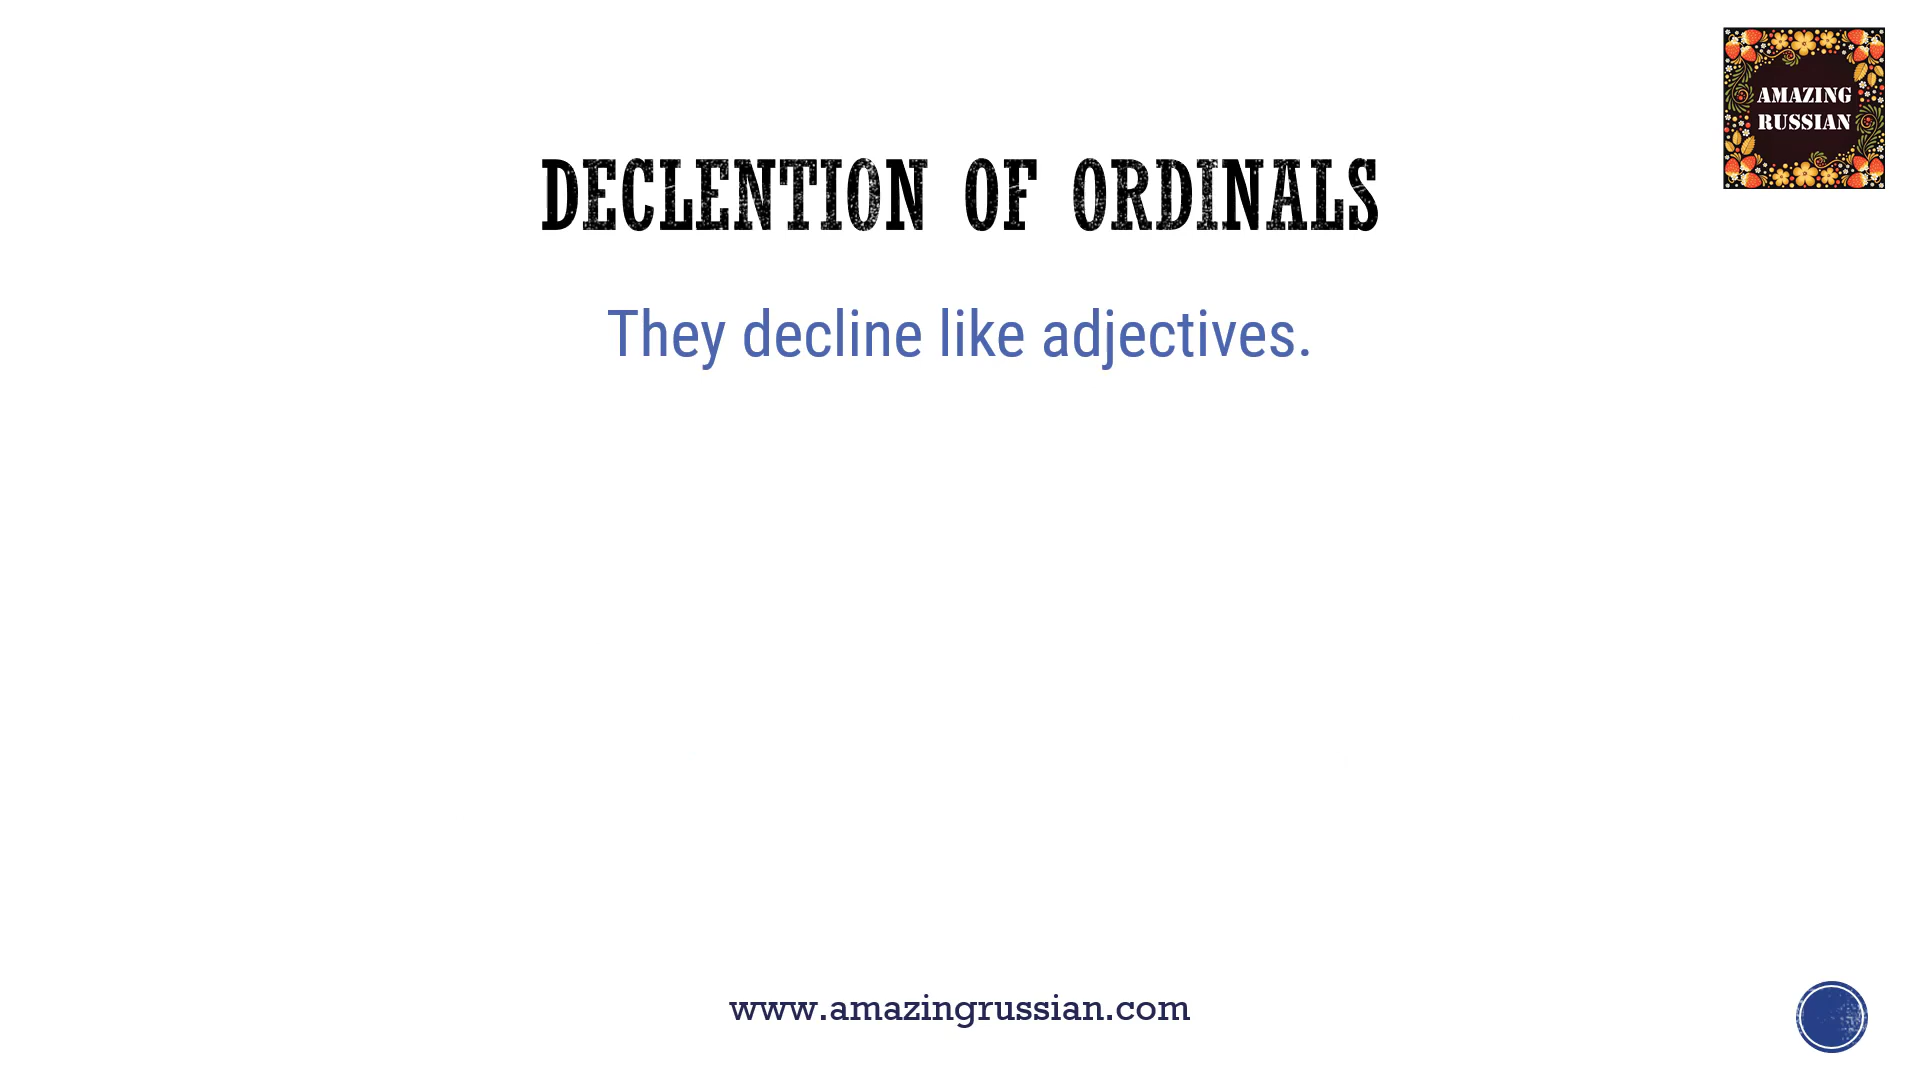 AMAZING
RUSSIAN
DECLENTION OF ORDINALS
They decline like adjectives.
www.amazingrussian.com